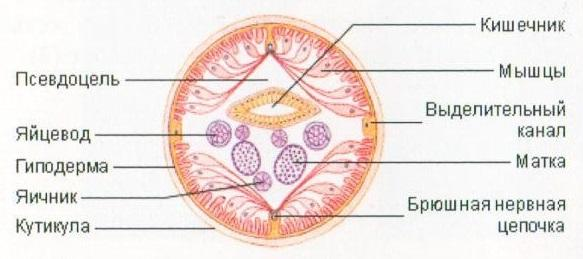 Псевдоцель
Яйцевод
Гиподерма
Яичник
Кутикула
Кишечник
Мышцы
Выделительный
канал
Матка
Брюшная нервная
цепочка